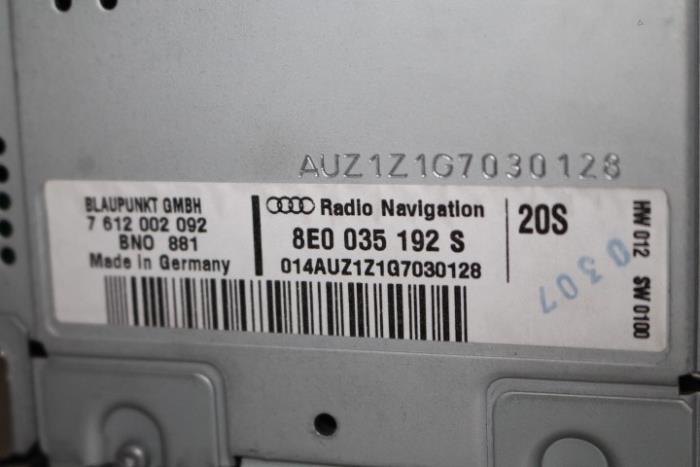 AUZ1Z1G7030128
BLAUPUNKT GMBH
7 612 002 092
BNO 881
Made in Germany
Radio Navigation
8E0 035 192 S
014AUZ1Z1G7030128
20S
HW 012 SW 0100
0307